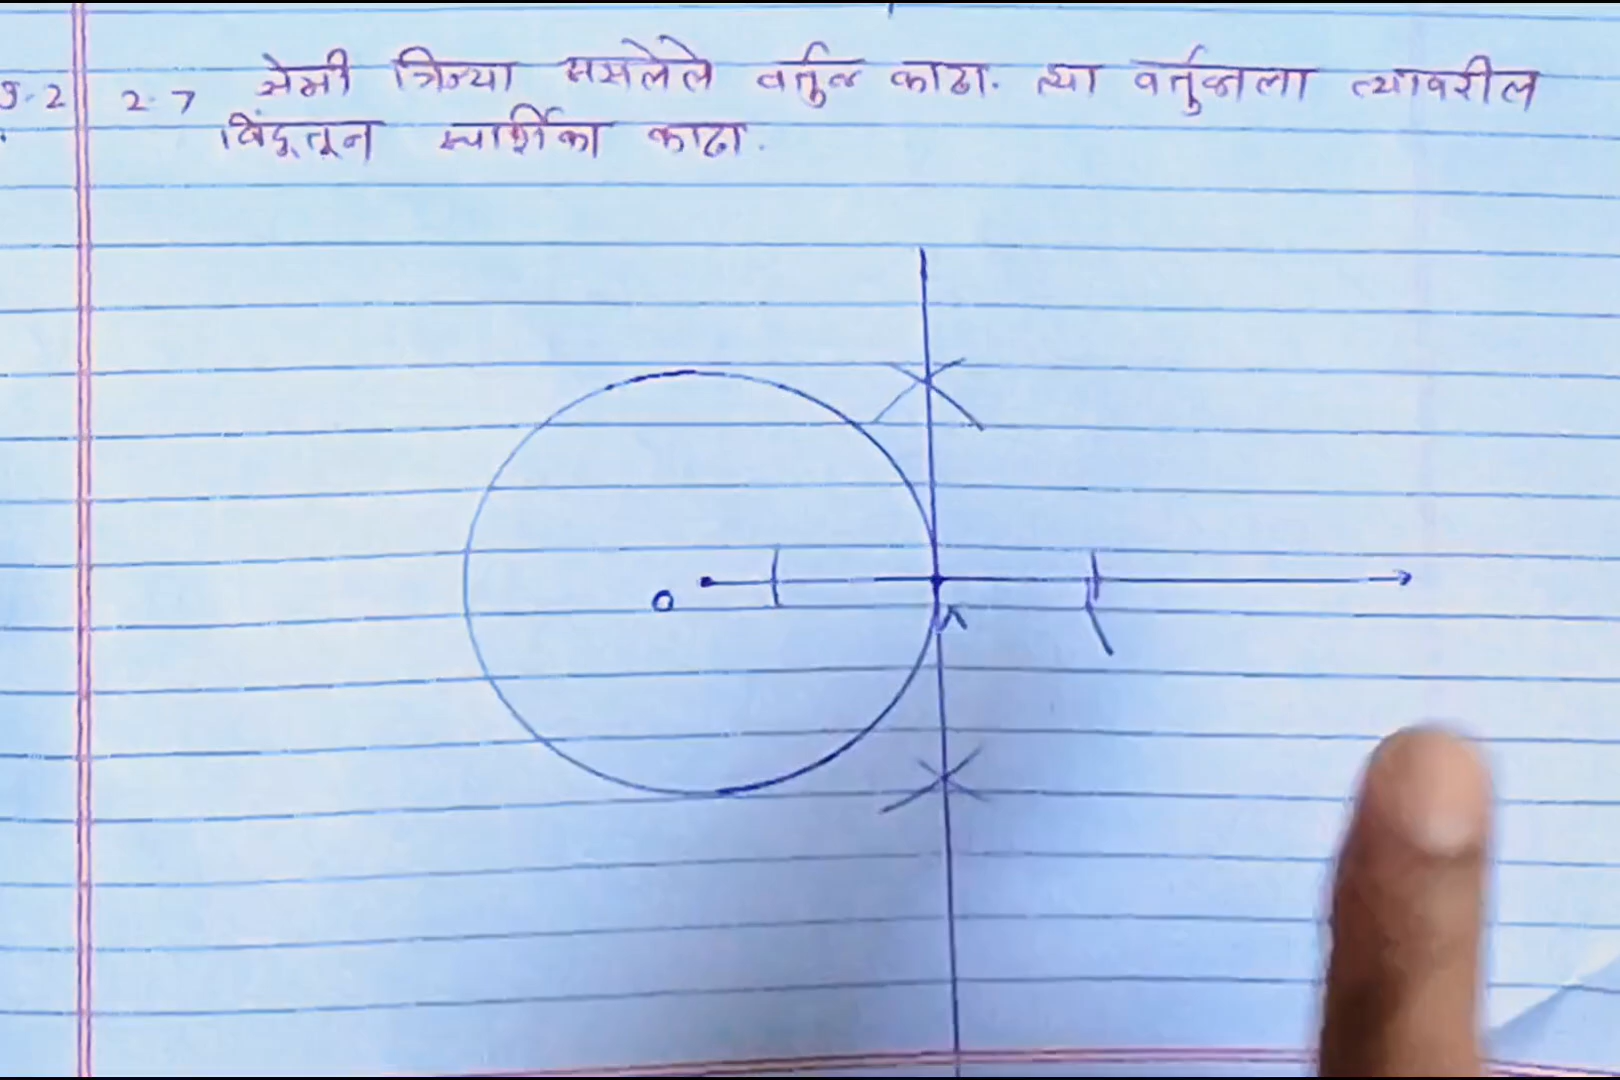 2.7 सेमी त्रिज्या असलेले वर्तुळ काढा. त्या वर्तुळाला त्यावरील
बिंदूतून स्पर्शिका काढा.
O